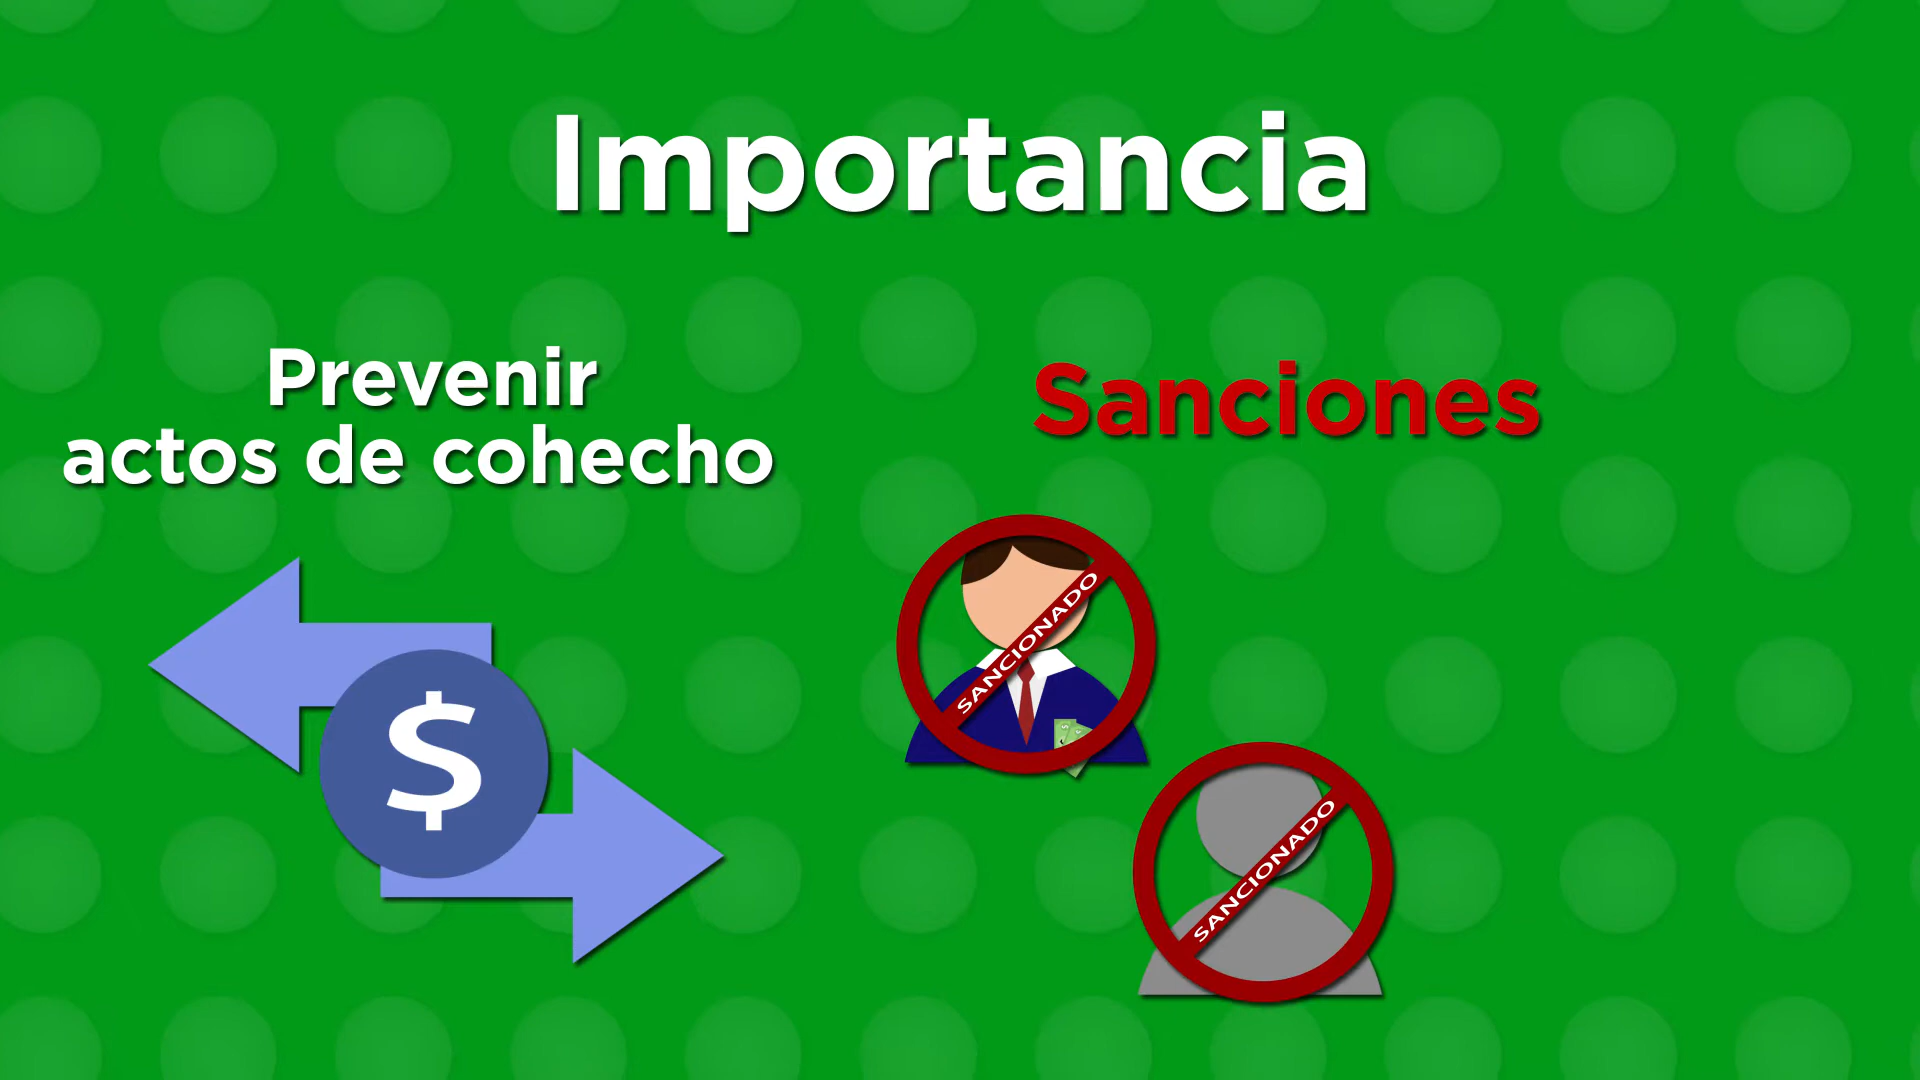 Importancia
Prevenir
actos de cohecho
Sanciones
$
SANCIONADO
SANCIONADO